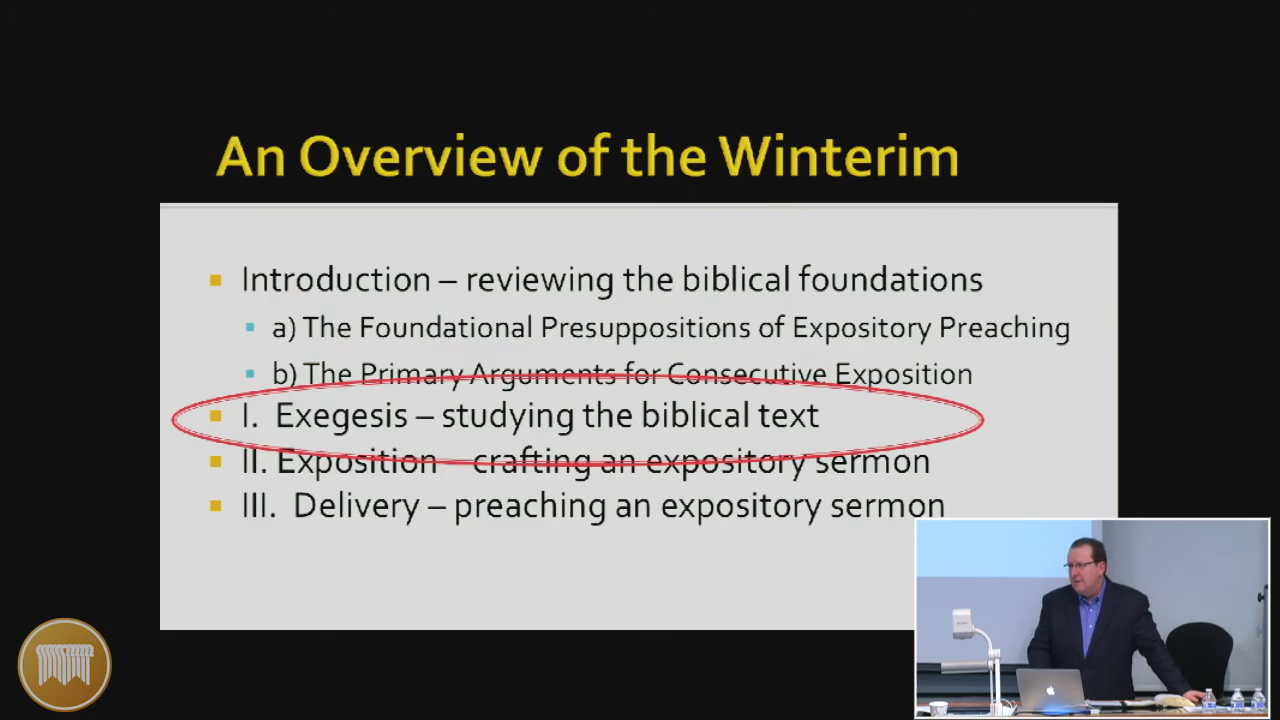 An Overview of the Winterim
Introduction – reviewing the biblical foundations
a) The Foundational Presuppositions of Expository Preaching
b) The Primary Arguments for Consecutive Exposition
I. Exegesis – studying the biblical text
II. Exposition – crafting an expository sermon
III. Delivery – preaching an expository sermon